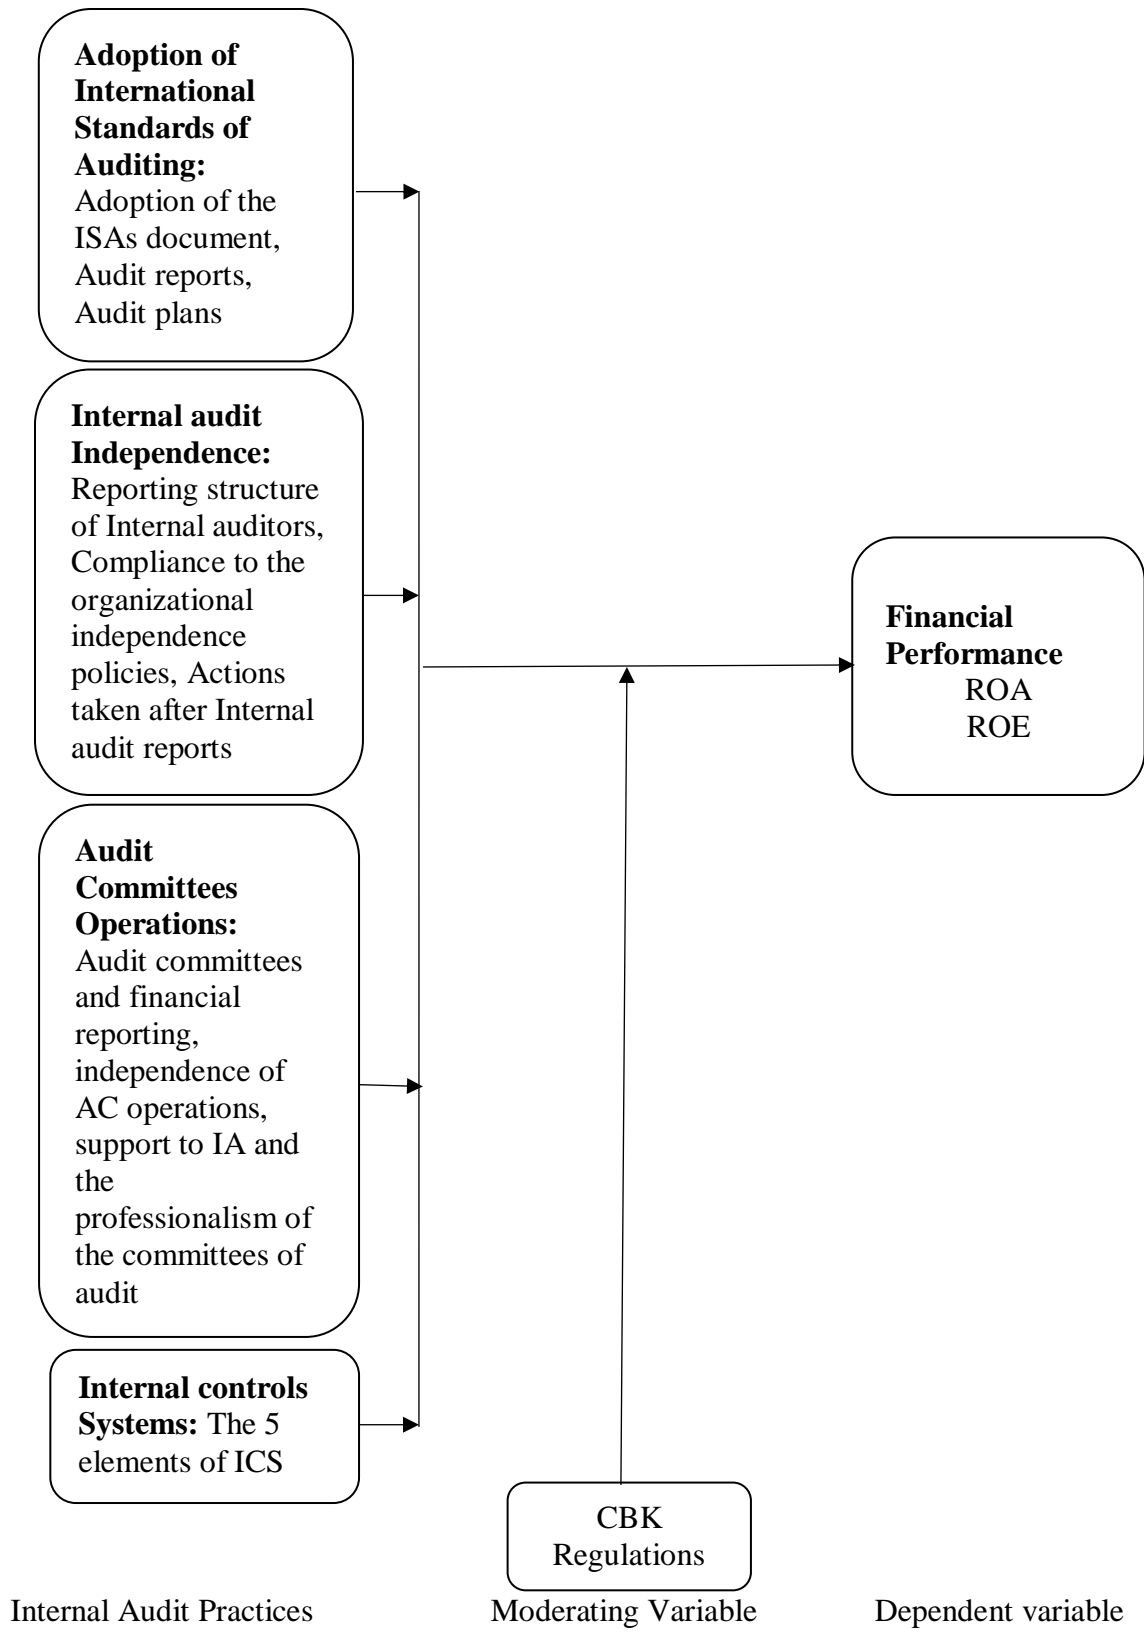 Adoption of
International
Standards of
Auditing:
Adoption of the
ISAs document,
Audit reports,
Audit plans
Internal audit
Independence:
Reporting structure
of Internal auditors,
Compliance to the
organizational
independence
policies, Actions
taken after Internal
audit reports
Audit
Committees
Operations:
Audit committees
and financial
reporting,
independence of
AC operations,
support to IA and
the
professionalism of
the committees of
audit
Internal controls
Systems: The 5
elements of ICS
Financial
Performance
ROA
ROE
CBK
Regulations
Internal Audit Practices
Moderating Variable
Dependent variable